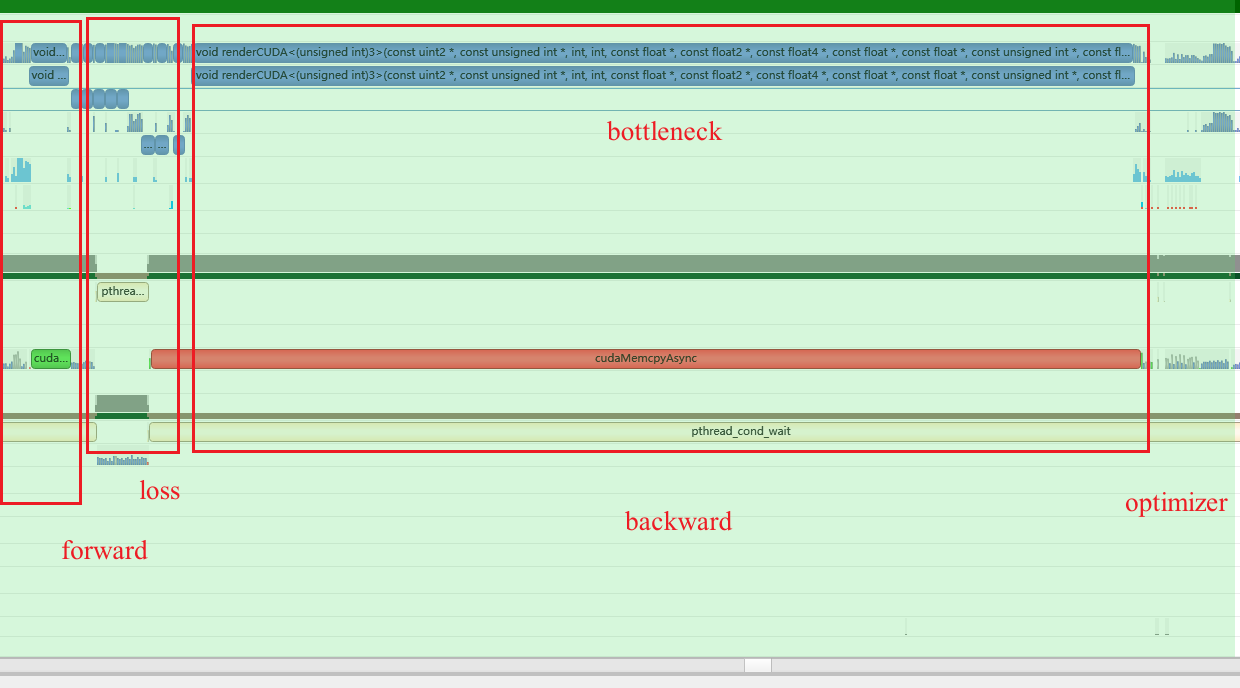 void...
void renderCUDA<(unsigned int)3>(const uint2 *, const unsigned int *, int, int, const float *, const float2 *, const float4 *, const float *, const float *, const unsigned int *, const fl...
void ...
void renderCUDA<(unsigned int)3>(const uint2 *, const unsigned int *, int, int, const float *, const float2 *, const float4 *, const float *, const float *, const unsigned int *, const fl...
bottleneck
... ...
pthrea...
cuda...
cudaMemcpyAsync
pthread_cond_wait
loss
optimizer
backward
forward